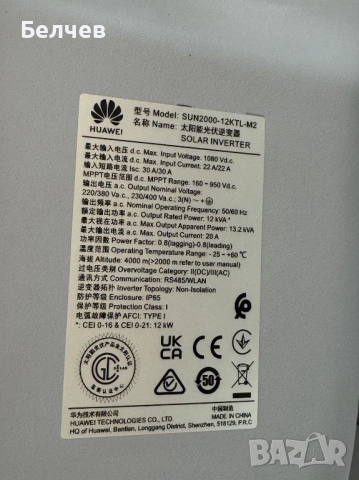 Белчев
HUAWEI
型号 Model: SUN2000-12KTL-M2
名称 Name: 太阳能光伏逆变器
SOLAR INVERTER
最大输入电压 d.c. Max. Input Voltage: 1080 Vd.c.
最大输入电流 d.c. Max. Input Current: 22 A/22 A
最大短路电流 Isc: 30 A/30 A
MPPT电压范围 d.c. MPPT Range: 160 ~ 950 Vd.c.
输出电压 a.c. Output Nominal Voltage:
220/380 Va.c., 230/400 Va.c.; 3(N)~
输出频率 a.c. Nominal Operating Frequency: 50/60 Hz
额定输出功率 a.c. Output Rated Power: 12 kVA *
最大视在功率 a.c. Max. Output Apparent Power: 13.2 kVA
最大输出电流 a.c. Max. Output Current: 20 A
功率因数 Power Factor: 0.8(lagging)-0.8(leading)
工作温度范围 Operating Temp. Range: - 25 ~ +60 ℃
海拔 Altitude: 4000 m(>2000 m refer to user manual)
过电压类别 Overvoltage Category: II(DC)/III(AC)
通讯方式 Communication: RS485/WLAN
逆变器拓扑 Inverter Topology: Non-Isolation
防护等级 Enclosure: IP65
保护等级 Protection Class: I
电弧故障保护 AFCI: TYPE I
*: CEI 0-16 & CEI 0-21: 12 kW
UK
CA
CE
50
华为技术有限公司
HUAWEI TECHNOLOGIES CO., LTD.
HQ of Huawei, Bantian, Longgang District, Shenzhen, 518129, P.R.C
中国制造
MADE IN CHINA
bazar